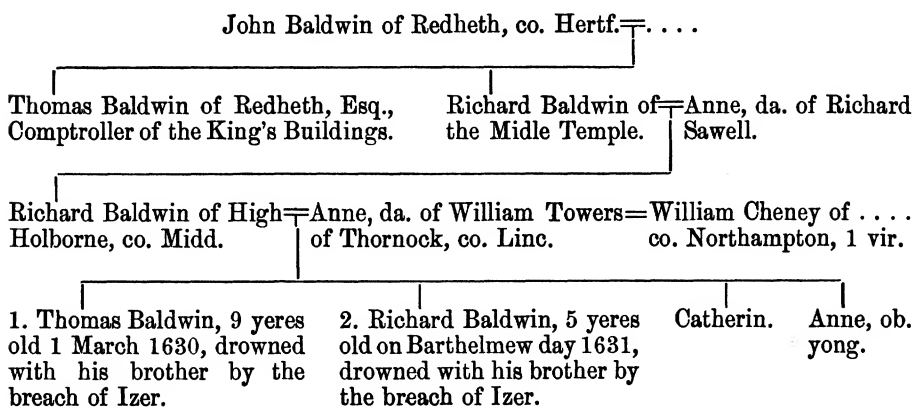 John Baldwin of Redheth, co. Hertf.=. . . .
Thomas Baldwin of Redheth, Esq.,
Comptroller of the King's Buildings.
Richard Baldwin of=Anne, da. of Richard
the Midle Temple. Sawell.
Richard Baldwin of High=Anne, da. of William Towers=William Cheney of . . . .
Holborne, co. Midd. of Thornock, co. Linc. co. Northampton, 1 vir.
1. Thomas Baldwin, 9 yeres
old 1 March 1630, drowned
with his brother by the
breach of Izer.
2. Richard Baldwin, 5 yeres
old on Barthelmew day 1631,
drowned with his brother by
the breach of Izer.
Catherin.
Anne, ob.
yong.